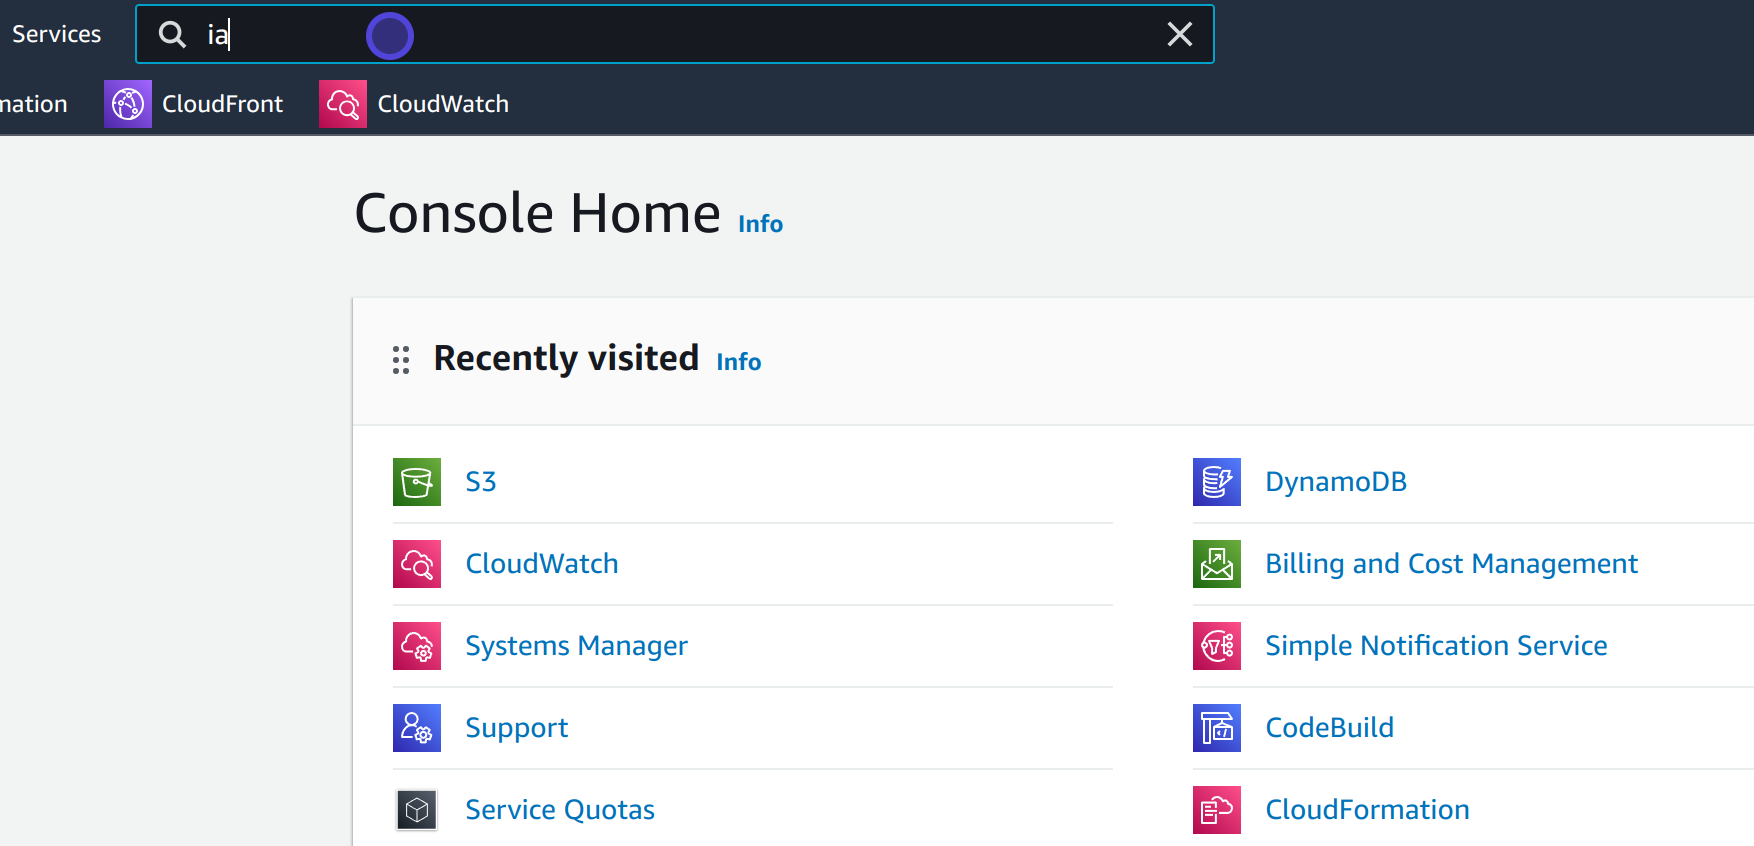 Services ia
mation CloudFront CloudWatch
Console Home Info
Recently visited Info
S3 DynamoDB
CloudWatch Billing and Cost Management
Systems Manager Simple Notification Service
Support CodeBuild
Service Quotas CloudFormation